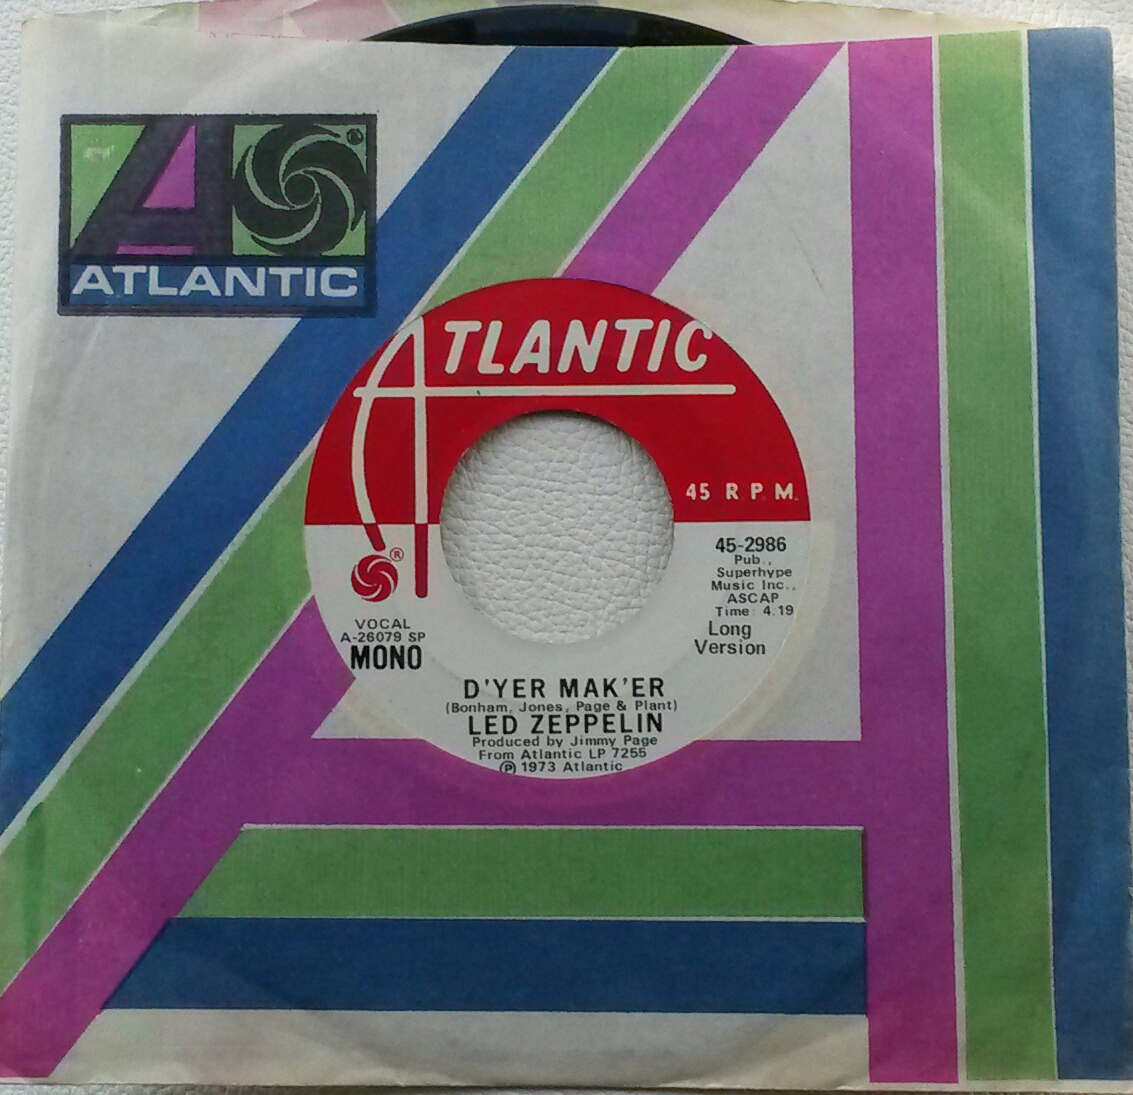 ATLANTIC
®
ATLANTIC
45 R.P.M.
®
45-2986
Pub.,
Superhype
Music Inc.,
ASCAP
Time: 4.19
Long
Version
VOCAL
A-26079 SP
MONO
D'YER MAK'ER
(Bonham, Jones, Page & Plant)
LED ZEPPELIN
Produced by Jimmy Page
From Atlantic LP 7255
℗ 1973 Atlantic